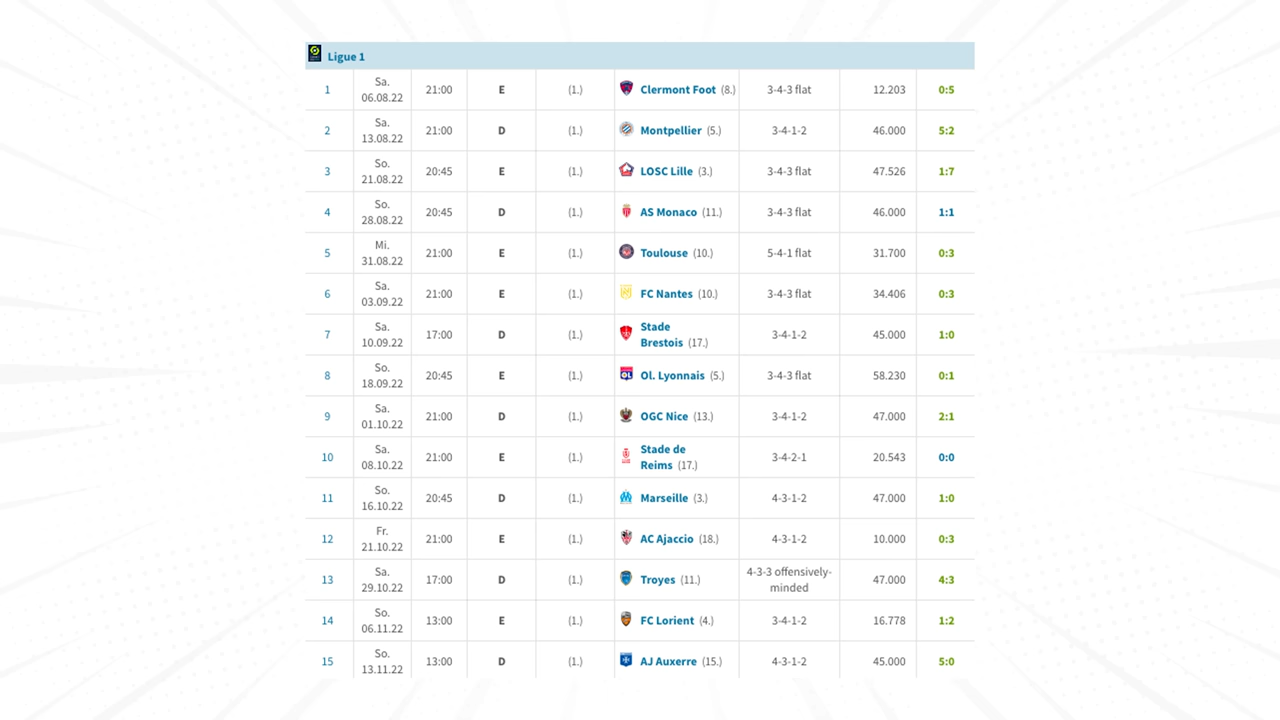 Ligue 1
1 Sa. 06.08.22 21:00 E (1.) Clermont Foot (8.) 3-4-3 flat 12.203 0:5
2 Sa. 13.08.22 21:00 D (1.) Montpellier (5.) 3-4-1-2 46.000 5:2
3 So. 21.08.22 20:45 E (1.) LOSC Lille (3.) 3-4-3 flat 47.526 1:7
4 So. 28.08.22 20:45 D (1.) AS Monaco (11.) 3-4-3 flat 46.000 1:1
5 Mi. 31.08.22 21:00 E (1.) Toulouse (10.) 5-4-1 flat 31.700 0:3
6 Sa. 03.09.22 21:00 E (1.) FC Nantes (10.) 3-4-3 flat 34.406 0:3
7 Sa. 10.09.22 17:00 D (1.) Stade Brestois (17.) 3-4-1-2 45.000 1:0
8 So. 18.09.22 20:45 E (1.) Ol. Lyonnais (5.) 3-4-3 flat 58.230 0:1
9 Sa. 01.10.22 21:00 D (1.) OGC Nice (13.) 3-4-1-2 47.000 2:1
10 Sa. 08.10.22 21:00 E (1.) Stade de Reims (17.) 3-4-2-1 20.543 0:0
11 So. 16.10.22 20:45 D (1.) Marseille (3.) 4-3-1-2 47.000 1:0
12 Fr. 21.10.22 21:00 E (1.) AC Ajaccio (18.) 4-3-1-2 10.000 0:3
13 Sa. 29.10.22 17:00 D (1.) Troyes (11.) 4-3-3 offensively-minded 47.000 4:3
14 So. 06.11.22 13:00 E (1.) FC Lorient (4.) 3-4-1-2 16.778 1:2
15 So. 13.11.22 13:00 D (1.) AJ Auxerre (15.) 4-3-1-2 45.000 5:0